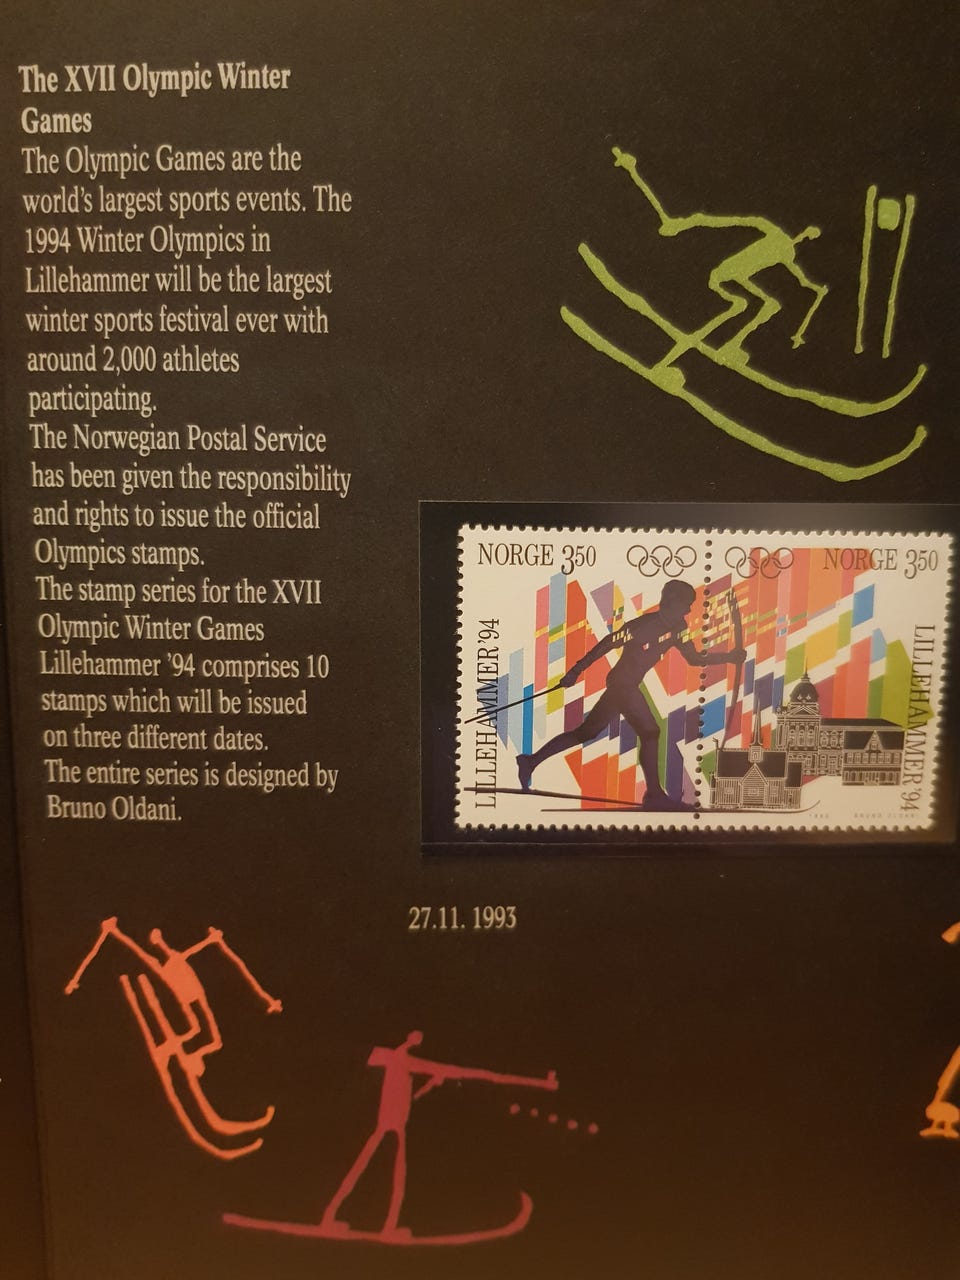 The XVII Olympic Winter
Games
The Olympic Games are the
world's largest sports events. The
1994 Winter Olympics in
Lillehammer will be the largest
winter sports festival ever with
around 2,000 athletes
participating.
The Norwegian Postal Service
has been given the responsibility
and rights to issue the official
Olympics stamps.
The stamp series for the XVII
Olympic Winter Games
Lillehammer '94 comprises 10
stamps which will be issued
on three different dates.
The entire series is designed by
Bruno Oldani.
NORGE 350
LILLEHAMMER'94
NORGE 350
LILLEHAMMER'94
BRUNO OLDANI
27.11. 1993